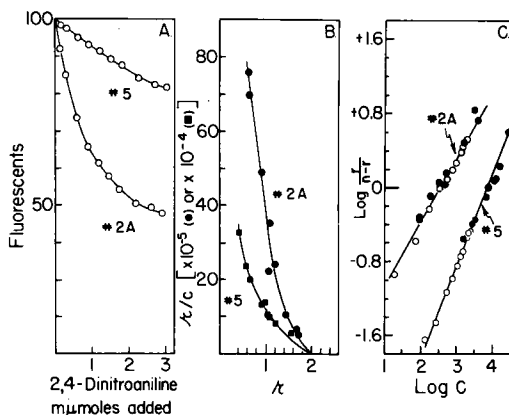 A.
100
Fluorescents
50
# 5
# 2A
1 2 3
2,4-Dinitroaniline
mμmoles added
B
80
60
40
20
r/c [×10⁻⁵(●) or × 10⁻⁴(■)]
#2A
#5
1 2
r
C.
+1.6
+0.8
0
-0.8
-1.6
Log r/n-r
#2A
#5
1 2 3 4
Log C